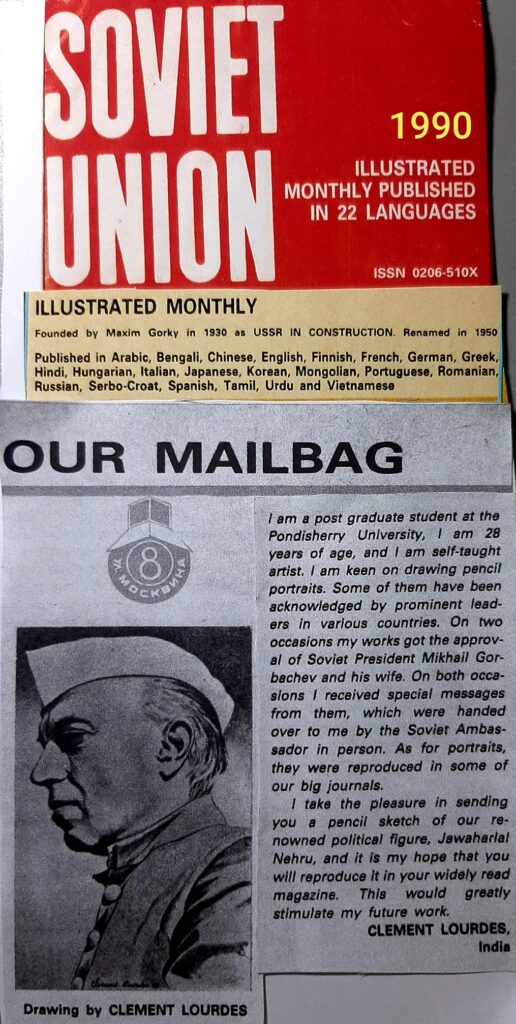 SOVIET
UNION
1990
ILLUSTRATED
MONTHLY PUBLISHED
IN 22 LANGUAGES
ISSN 0206-510X
ILLUSTRATED MONTHLY
Founded by Maxim Gorky in 1930 as USSR IN CONSTRUCTION. Renamed in 1950
Published in Arabic, Bengali, Chinese, English, Finnish, French, German, Greek,
Hindi, Hungarian, Italian, Japanese, Korean, Mongolian, Portuguese, Romanian,
Russian, Serbo-Croat, Spanish, Tamil, Urdu and Vietnamese
OUR MAILBAG
8
УЛ. МОСКВИНА
Clement Lourdes
Drawing by CLEMENT LOURDES
I am a post graduate student at the
Pondisherry University, I am 28
years of age, and I am self-taught
artist. I am keen on drawing pencil
portraits. Some of them have been
acknowledged by prominent lead-
ers in various countries. On two
occasions my works got the approv-
al of Soviet President Mikhail Gor-
bachev and his wife. On both occa-
sions I received special messages
from them, which were handed
over to me by the Soviet Ambas-
sador in person. As for portraits,
they were reproduced in some of
our big journals.
I take the pleasure in sending
you a pencil sketch of our re-
nowned political figure, Jawaharlal
Nehru, and it is my hope that you
will reproduce it in your widely read
magazine. This would greatly
stimulate my future work.
CLEMENT LOURDES,
India